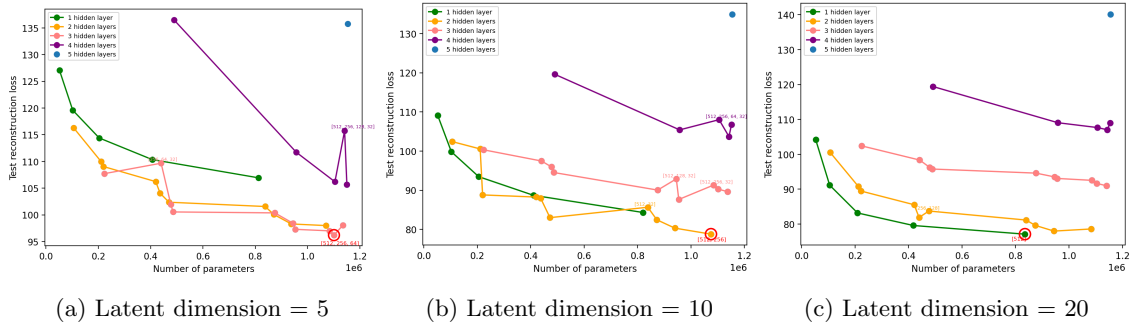 1 hidden layer
2 hidden layers
3 hidden layers
4 hidden layers
5 hidden layers
Test reconstruction loss
135
130
125
120
115
110
105
100
95
[512, 256, 64]
0.0 0.2 0.4 0.6 0.8 1.0 1.2
1e6
Number of parameters
(a) Latent dimension = 5
1 hidden layer
2 hidden layers
3 hidden layers
4 hidden layers
5 hidden layers
Test reconstruction loss
130
120
110
100
90
80
[512, 256, 64, 32]
[512, 256, 32]
[512, 256]
0.0 0.2 0.4 0.6 0.8 1.0 1.2
1e6
Number of parameters
(b) Latent dimension = 10
1 hidden layer
2 hidden layers
3 hidden layers
4 hidden layers
5 hidden layers
Test reconstruction loss
140
130
120
110
100
90
80
[512]
0.0 0.2 0.4 0.6 0.8 1.0 1.2
1e6
Number of parameters
(c) Latent dimension = 20